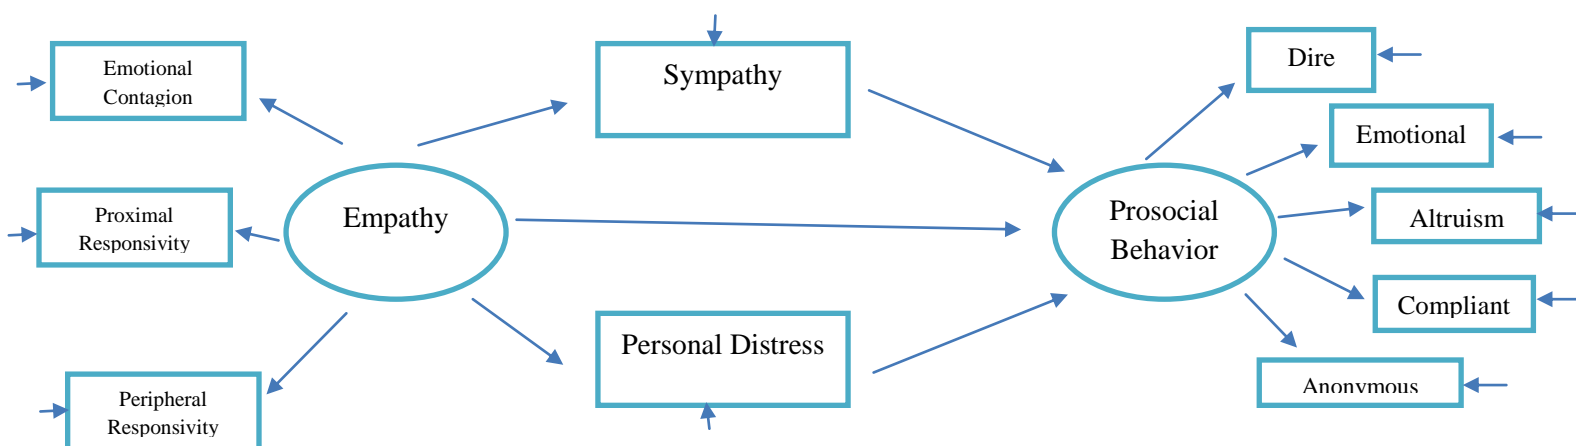 Emotional
Contagion
Proximal
Responsivity
Peripheral
Responsivity
Empathy
Sympathy
Personal Distress
Prosocial
Behavior
Dire
Emotional
Altruism
Compliant
Anonymous